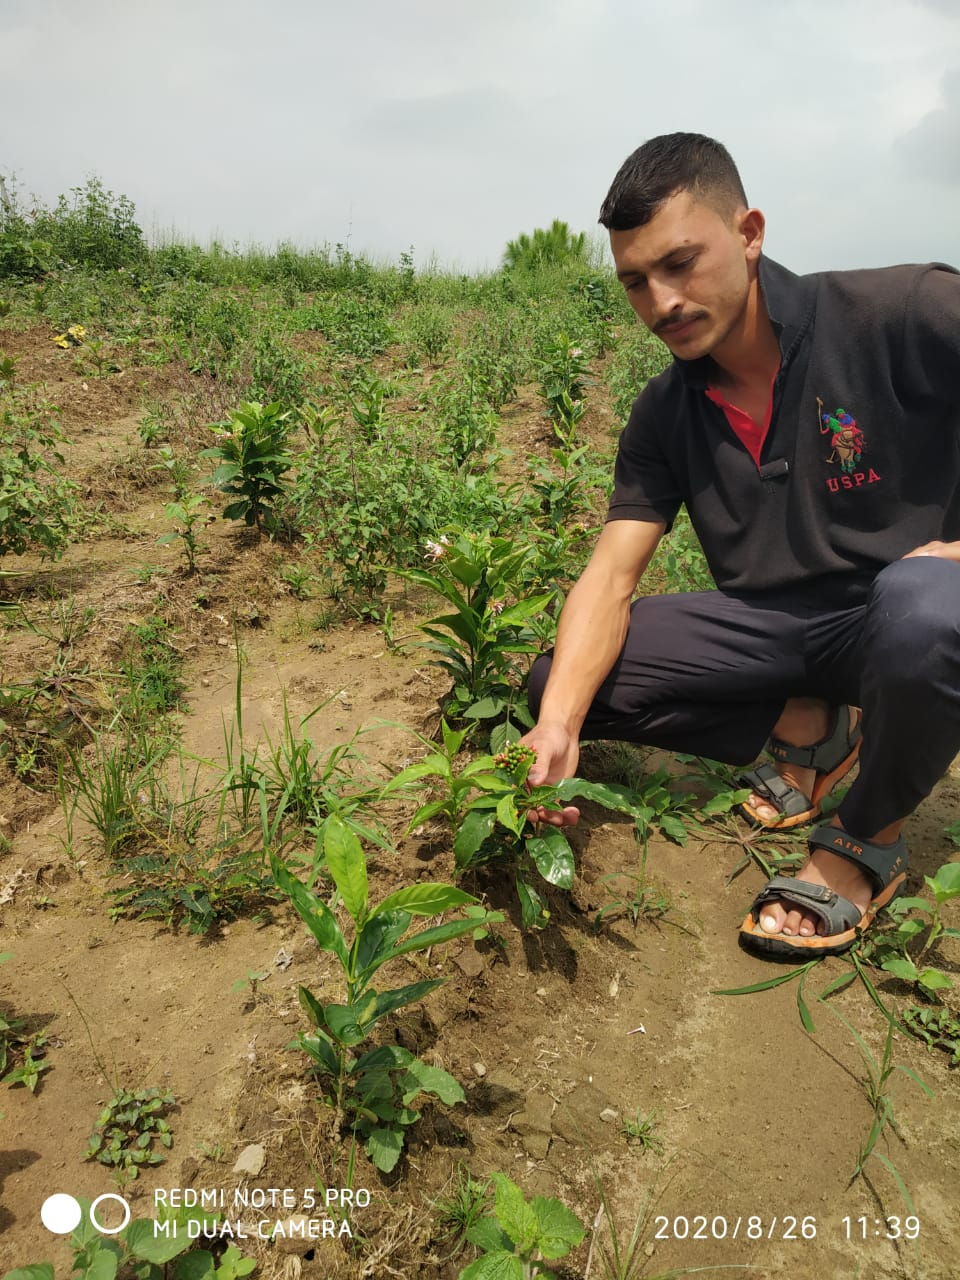 USPA
AIR
AIR
REDMI NOTE 5 PRO
MI DUAL CAMERA
2020/8/26 11:39